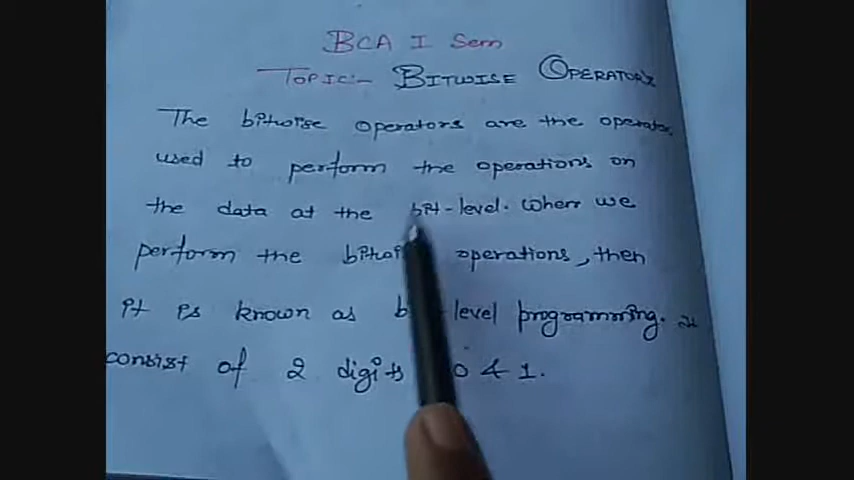 BCA I Sem
TOPIC:- BITWISE OPERATORS
The bitwise operators are the operators
used to perform the operations on
the data at the bit-level. When we
perform the operations, then
it is known as level programming. it
consist of 2 digits 0 & 1.